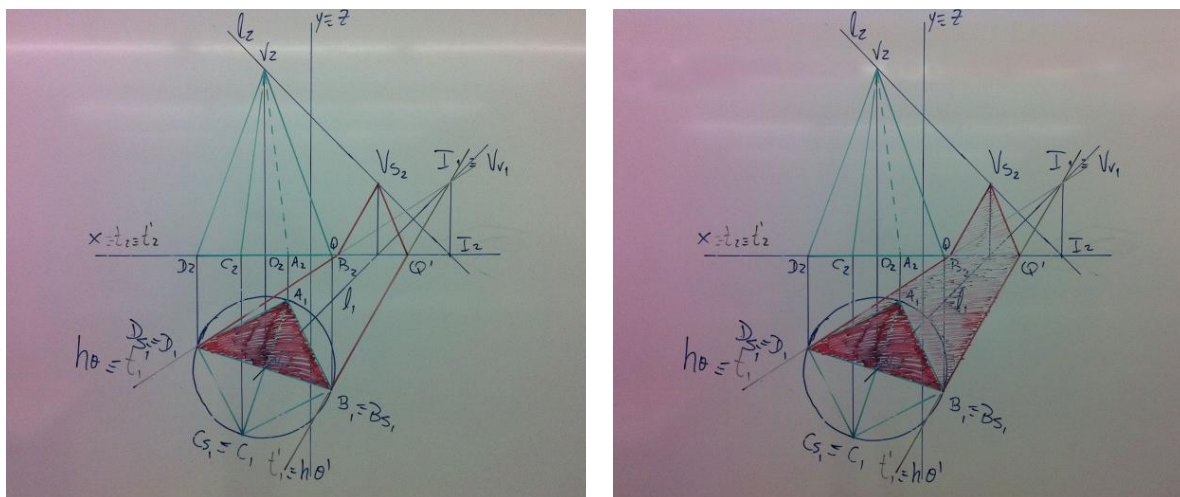 l₂
V₂
y≡z
Vs₂
I₁≡Vv₁
x≡t₂≡t'₂
D₂
C₂
O₂
A₂
Q
B₂
Q'
I₂
A₁
l₁
Ds₁≡D₁
hθ≡t₁
B₁≡Bs₁
Cs₁≡C₁
t'₁≡hθ'
l₂
V₂
y≡z
Vs₂
I₁≡Vv₁
x≡t₂≡t'₂
D₂
C₂
O₂
A₂
Q
B₂
Q'
I₂
A₁
l₁
Ds₁≡D₁
hθ≡t₁
B₁≡Bs₁
Cs₁≡C₁
t'₁≡hθ'